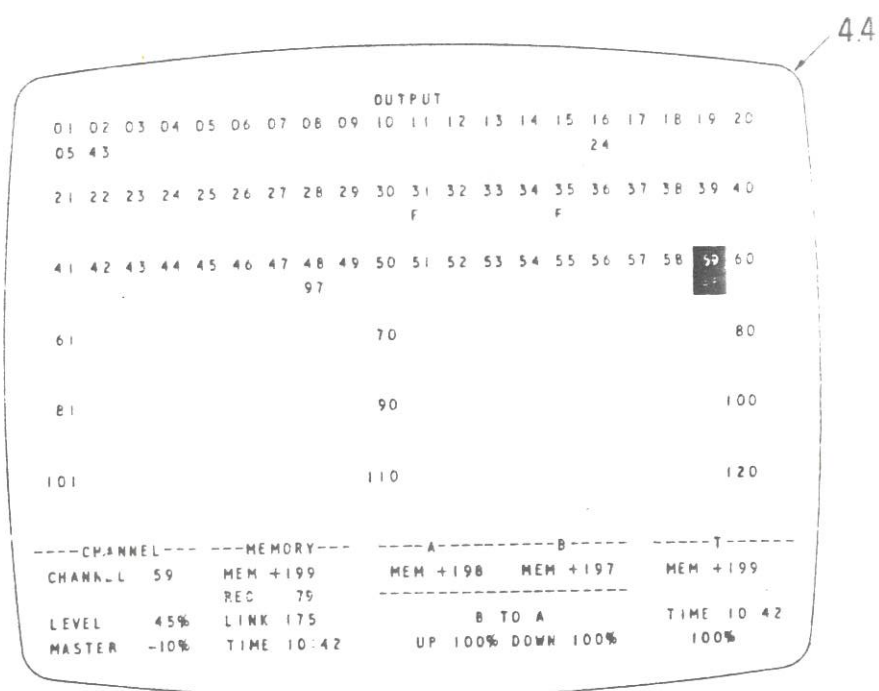 44
OUTPUT
01 02 03 04 05 06 07 08 09 10 11 12 13 14 15 16 17 18 19 20
05 43 24
21 22 23 24 25 26 27 28 29 30 31 32 33 34 35 36 37 38 39 40
F F
41 42 43 44 45 46 47 48 49 50 51 52 53 54 55 56 57 58 59 60
97
61 70 80
81 90 100
101 110 120
----CHANNEL--- ---MEMORY--- ----A---------B----- -----T------
CHANNEL 59 MEM +199 MEM +198 MEM +197 MEM +199
REC 79 --------------------
LEVEL 45% LINK 175 B TO A TIME 10 42
MASTER -10% TIME 10:42 UP 100% DOWN 100% 100%